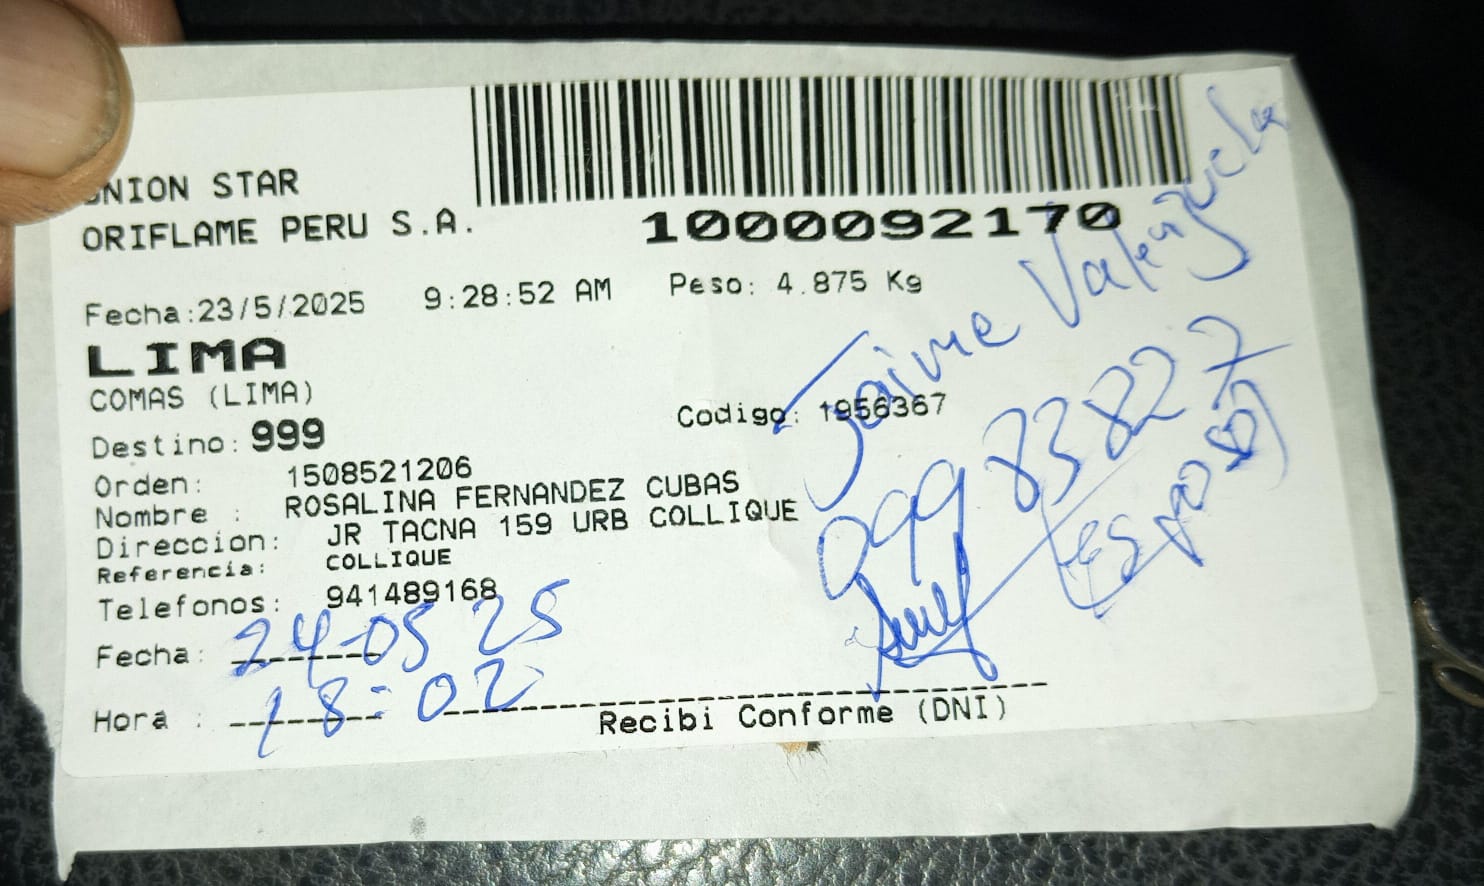 UNION STAR
ORIFLAME PERU S.A.
1000092170
Fecha:23/5/2025 9:28:52 AM Peso: 4.875 Kg
LIMA
COMAS (LIMA)
Codigo: 1956367
Destino: 999
Orden: 1508521206
Nombre : ROSALINA FERNANDEZ CUBAS
Direccion: JR TACNA 159 URB COLLIQUE
Referencia: COLLIQUE
Telefonos: 941489168
Fecha: 24-05 25
Hora : 18:02
Recibi Conforme (DNI)
Jaime Valenzuela
09983827
Esposo